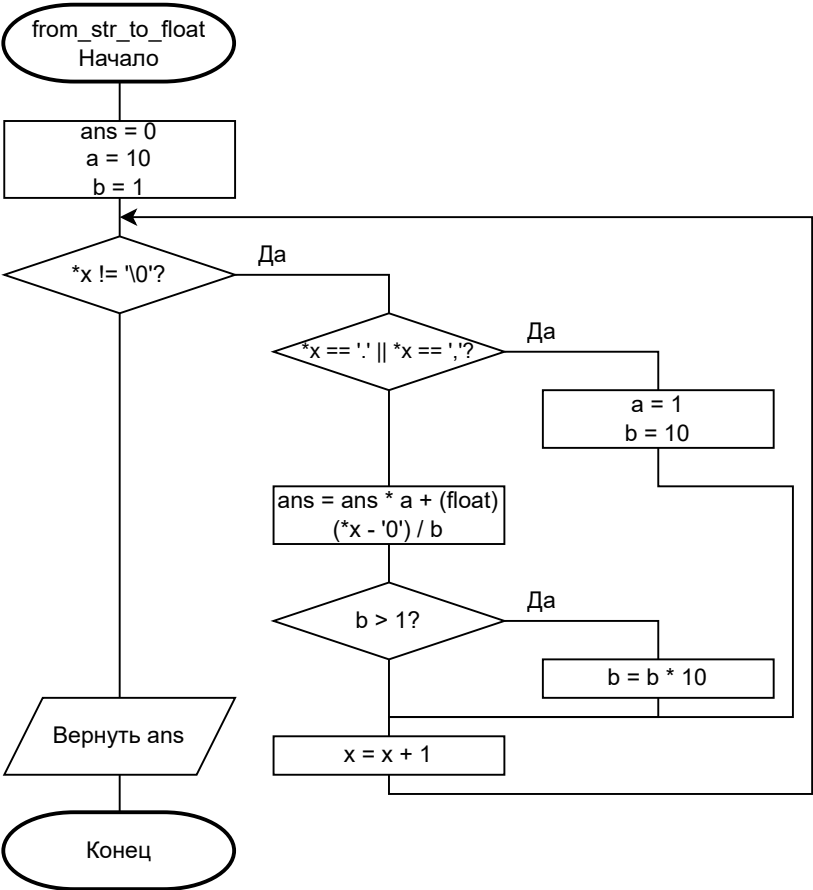 from_str_to_float
Начало
ans = 0
a = 10
b = 1
*x != '\0'?
Да
*x == '.' || *x == ','?
Да
a = 1
b = 10
ans = ans * a + (float)
(*x - '0') / b
b > 1?
Да
b = b * 10
x = x + 1
Вернуть ans
Конец